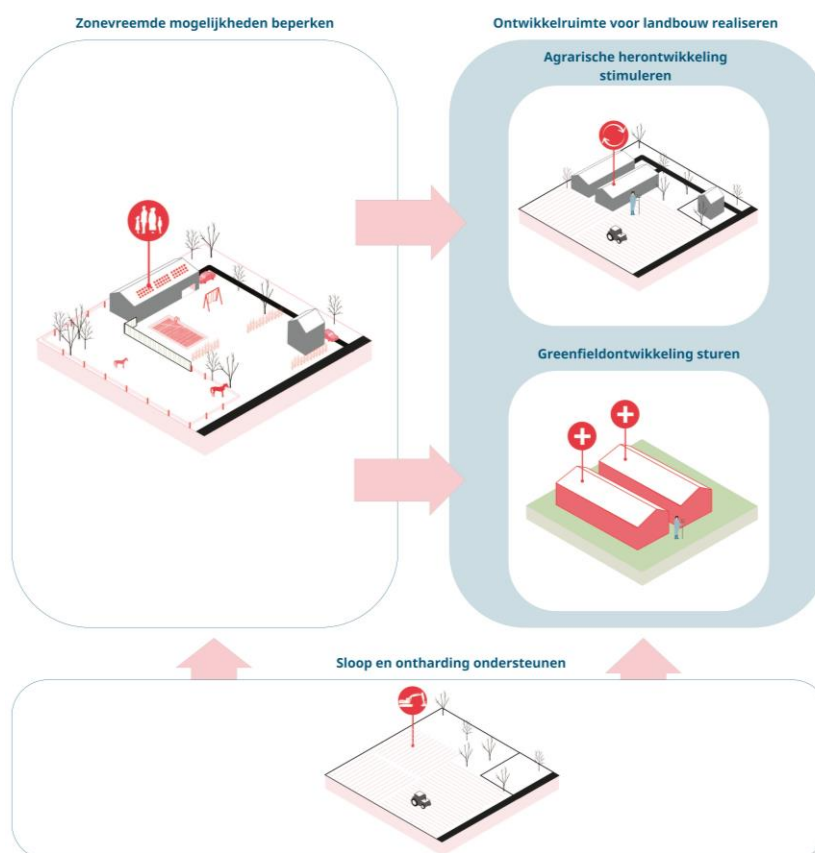 Zonevreemde mogelijkheden beperken
Ontwikkelruimte voor landbouw realiseren
Agrarische herontwikkeling
stimuleren
Greenfieldontwikkeling sturen
Sloop en ontharding ondersteunen